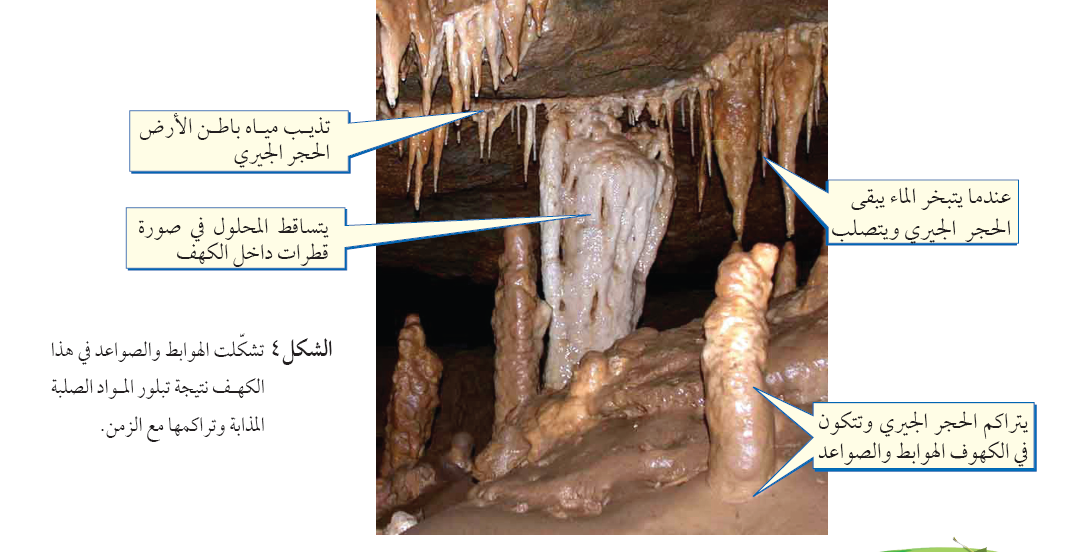 تذيب مياه باطن الأرض
الحجر الجيري
يتساقط المحلول في صورة
قطرات داخل الكهف
عندما يتبخر الماء يبقى
الحجر الجيري ويتصلب
يتراكم الحجر الجيري وتتكون
في الكهوف الهوابط والصواعد
الشكل ٤ تشكّلت الهوابط والصواعد في هذا
الكهف نتيجة تبلور المواد الصلبة
المذابة وتراكمها مع الزمن.